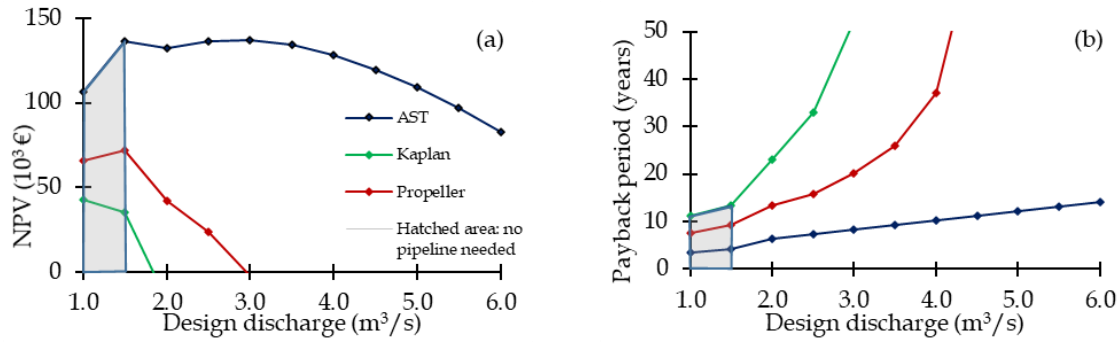 (a)
NPV (10³ €)
150
100
50
0
AST
Kaplan
Propeller
Hatched area: no
pipeline needed
1.0 2.0 3.0 4.0 5.0 6.0
Design discharge (m³/s)
(b)
Payback period (years)
50
40
30
20
10
0
1.0 2.0 3.0 4.0 5.0 6.0
Design discharge (m³/s)